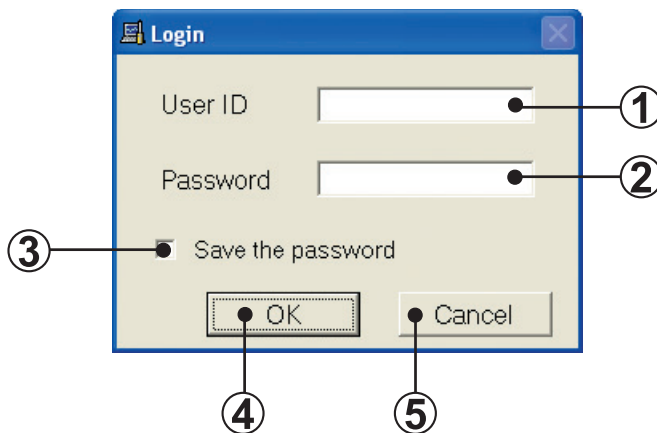 Login
User ID
①
Password
②
③
Save the password
OK
Cancel
④
⑤